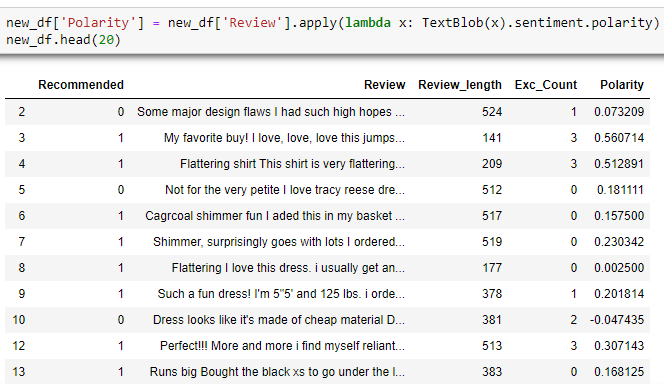 new_df['Polarity'] = new_df['Review'].apply(lambda x: TextBlob(x).sentiment.polarity)
new_df.head(20)
Recommended Review Review_length Exc_Count Polarity
2 0 Some major design flaws I had such high hopes ... 524 1 0.073209
3 1 My favorite buy! I love, love, love this jumps... 141 3 0.560714
4 1 Flattering shirt This shirt is very flattering... 209 3 0.512891
5 0 Not for the very petite I love tracy reese dre... 512 0 0.181111
6 1 Cagrcoal shimmer fun I aded this in my basket ... 517 0 0.157500
7 1 Shimmer, surprisingly goes with lots I ordered... 519 0 0.230342
8 1 Flattering I love this dress. i usually get an... 177 0 0.002500
9 1 Such a fun dress! I'm 5"5' and 125 lbs. i orde... 378 1 0.201814
10 0 Dress looks like it's made of cheap material D... 381 2 -0.047435
12 1 Perfect!!! More and more i find myself reliant... 513 3 0.307143
13 1 Runs big Bought the black xs to go under the l... 383 0 0.168125